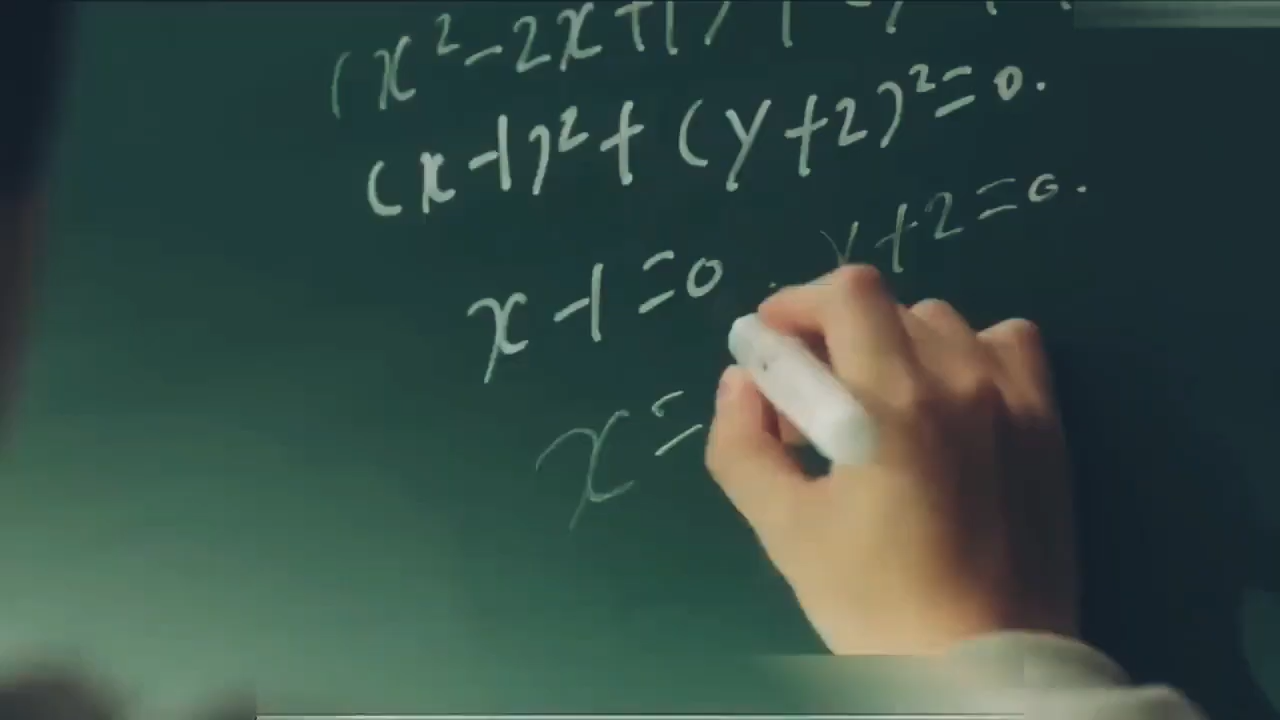 (x²-2x+1)
(x-1)²+(y+2)²=0.
x-1=0 y+2=0.
x=